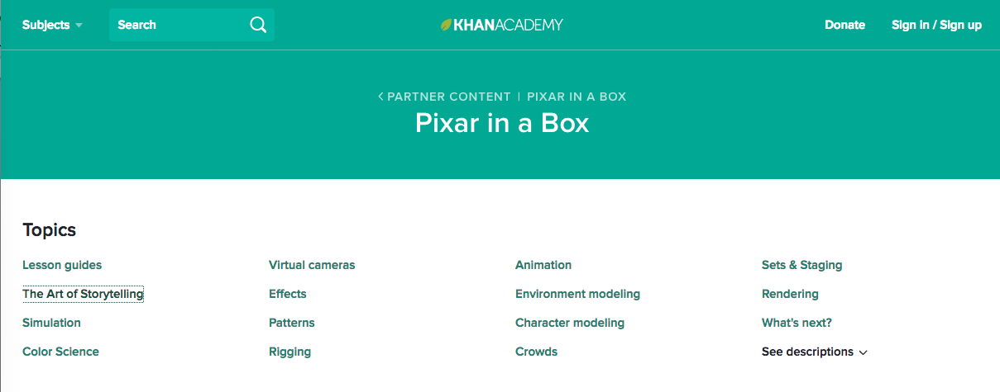 Subjects Search KHANACADEMY Donate Sign in / Sign up
< PARTNER CONTENT | PIXAR IN A BOX
Pixar in a Box
Topics
Lesson guides Virtual cameras Animation Sets & Staging
The Art of Storytelling Effects Environment modeling Rendering
Simulation Patterns Character modeling What's next?
Color Science Rigging Crowds See descriptions